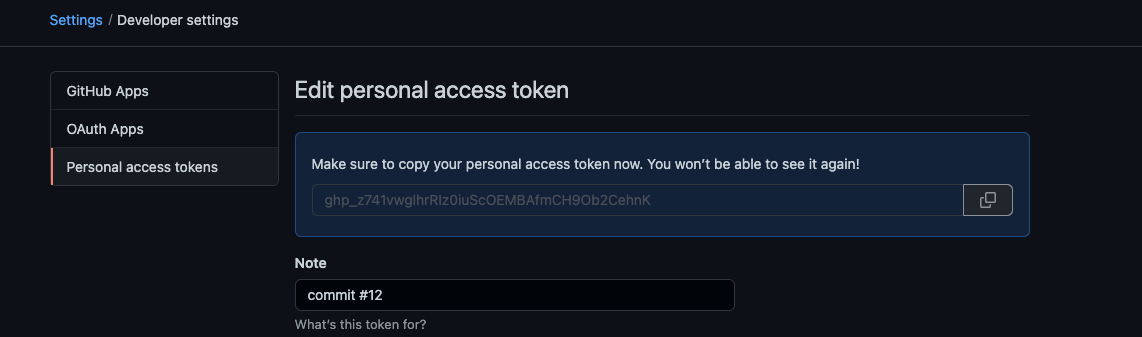 Settings / Developer settings
GitHub Apps
OAuth Apps
Personal access tokens
Edit personal access token
Make sure to copy your personal access token now. You won't be able to see it again!
Note
commit #12
What's this token for?